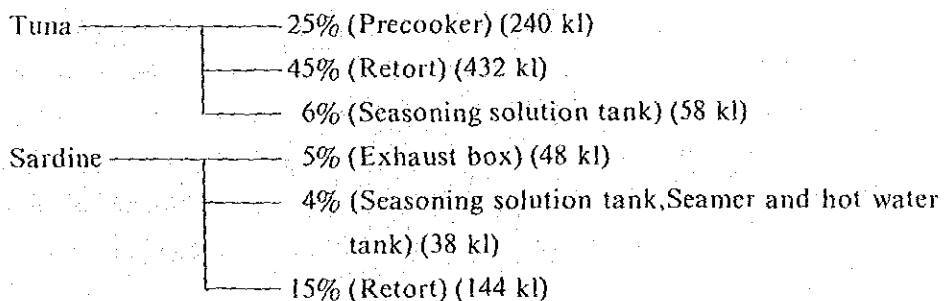 Tuna 25% (Precooker) (240 kl)
45% (Retort) (432 kl)
6% (Seasoning solution tank) (58 kl)
Sardine 5% (Exhaust box) (48 kl)
4% (Seasoning solution tank,Seamer and hot water
tank) (38 kl)
15% (Retort) (144 kl)